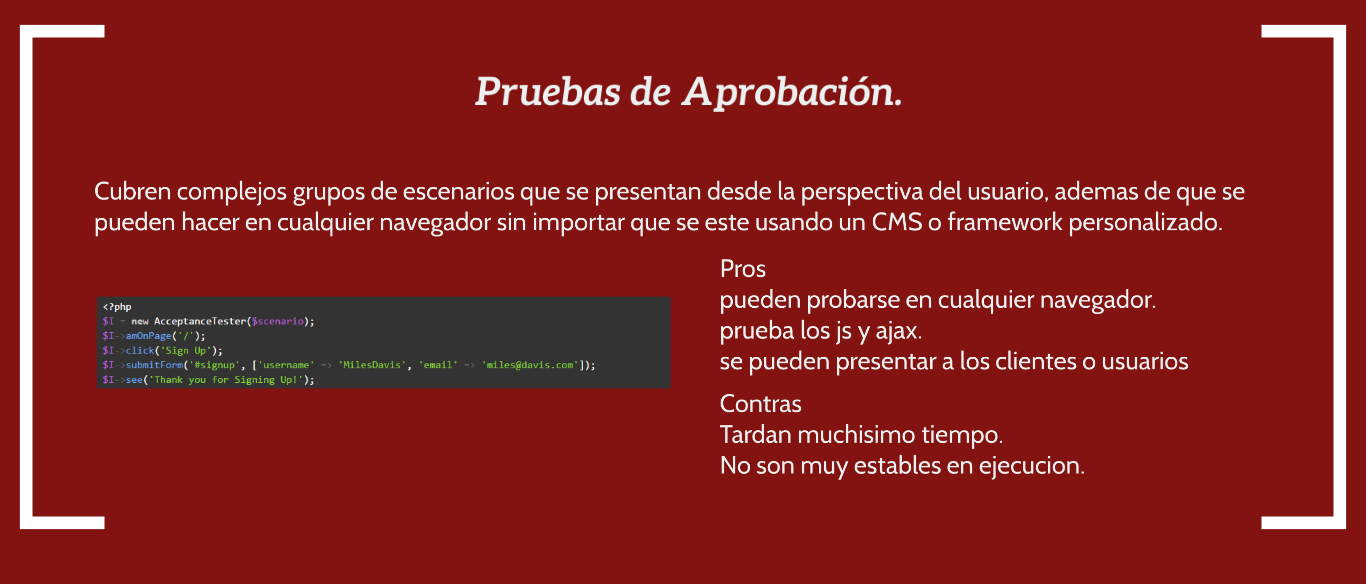 Pruebas de Aprobación.
Cubren complejos grupos de escenarios que se presentan desde la perspectiva del usuario, ademas de que se
pueden hacer en cualquier navegador sin importar que se este usando un CMS o framework personalizado.
<?php
$I = new AcceptanceTester($scenario);
$I->amOnPage('/');
$I->click('Sign Up');
$I->submitForm('#signup', ['username' => 'MilesDavis', 'email' => 'miles@davis.com']);
$I->see('Thank you for Signing Up!');
Pros
pueden probarse en cualquier navegador.
prueba los js y ajax.
se pueden presentar a los clientes o usuarios
Contras
Tardan muchisimo tiempo.
No son muy estables en ejecucion.